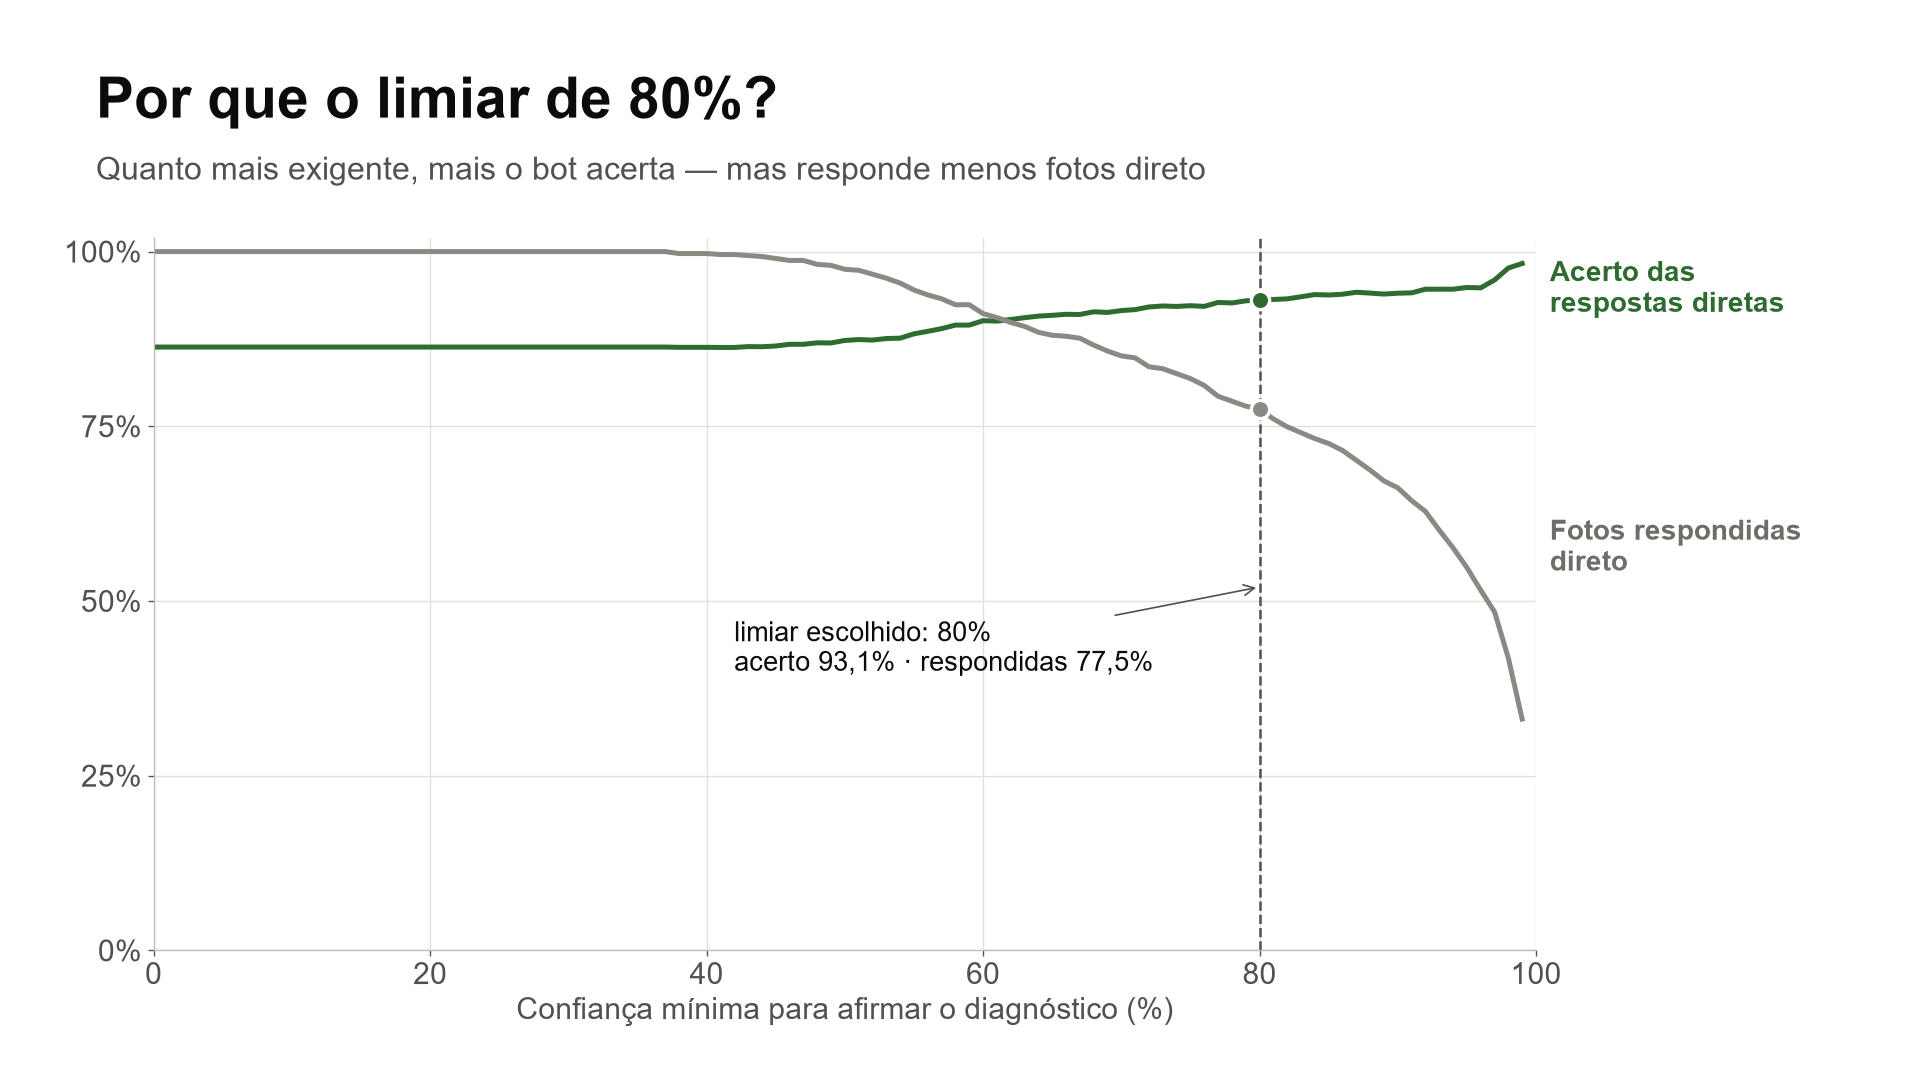 Por que o limiar de 80%?
Quanto mais exigente, mais o bot acerta — mas responde menos fotos direto
100%
75%
50%
25%
0%
Acerto das
respostas diretas
Fotos respondidas
direto
limiar escolhido: 80%
acerto 93,1% · respondidas 77,5%
0 20 40 60 80 100
Confiança mínima para afirmar o diagnóstico (%)